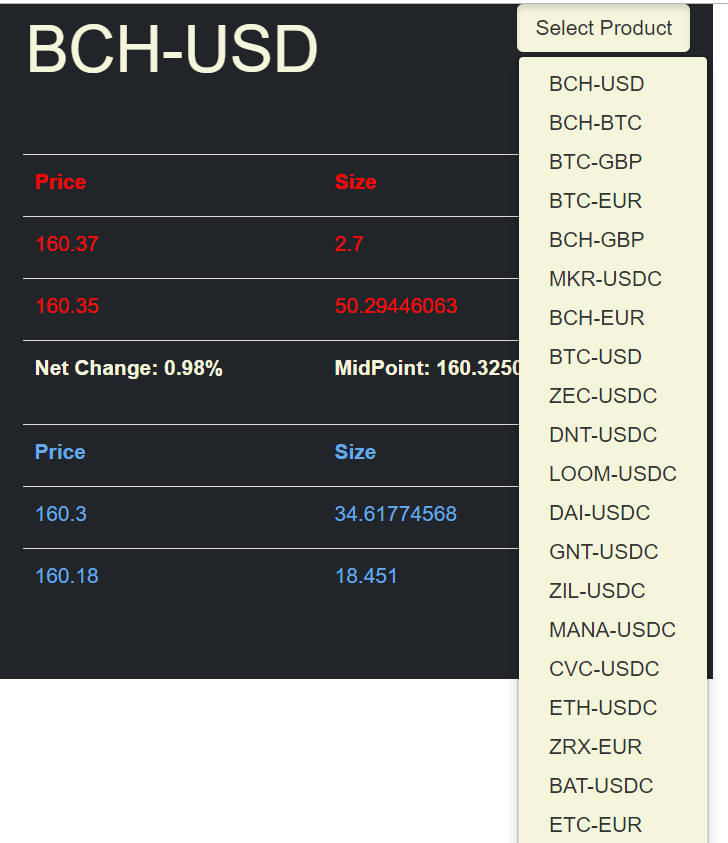 BCH-USD
Select Product
Price Size
160.37 2.7
160.35 50.29446063
Net Change: 0.98% MidPoint: 160.3250
Price Size
160.3 34.61774568
160.18 18.451
BCH-USD
BCH-BTC
BTC-GBP
BTC-EUR
BCH-GBP
MKR-USDC
BCH-EUR
BTC-USD
ZEC-USDC
DNT-USDC
LOOM-USDC
DAI-USDC
GNT-USDC
ZIL-USDC
MANA-USDC
CVC-USDC
ETH-USDC
ZRX-EUR
BAT-USDC
ETC-EUR